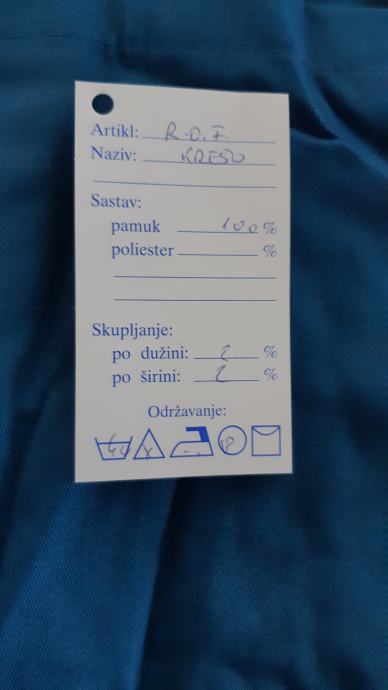 Artikl: R.O.F.
Naziv: KREŠO
Sastav:
pamuk 100%
poliester %
%
Skupljanje:
po dužini: 2 %
po širini: 2 %
Održavanje:
40 P